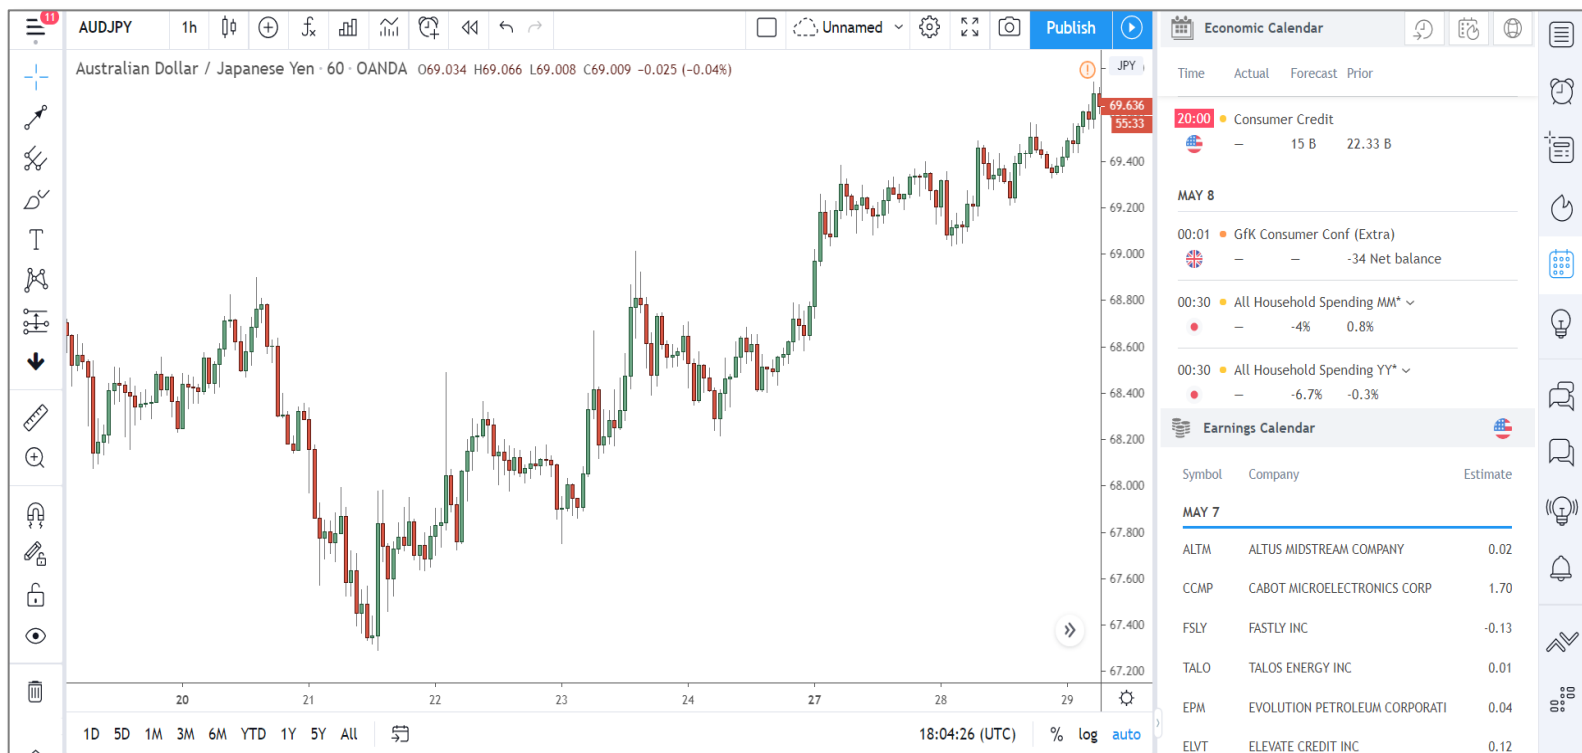 11
AUDJPY
1h
Unnamed
Publish
Australian Dollar / Japanese Yen · 60 · OANDA O69.034 H69.066 L69.008 C69.009 −0.025 (−0.04%)
JPY
69.636
55:33
69.400
69.200
69.000
68.800
68.600
68.400
68.200
68.000
67.800
67.600
67.400
67.200
20 21 22 23 24 27 28 29
1D 5D 1M 3M 6M YTD 1Y 5Y All
18:04:26 (UTC) % log auto
Economic Calendar
Time Actual Forecast Prior
20:00 Consumer Credit
— 15 B 22.33 B
MAY 8
00:01 GfK Consumer Conf (Extra)
— — -34 Net balance
00:30 All Household Spending MM*
— -4% 0.8%
00:30 All Household Spending YY*
— -6.7% -0.3%
Earnings Calendar
Symbol Company Estimate
MAY 7
ALTM ALTUS MIDSTREAM COMPANY 0.02
CCMP CABOT MICROELECTRONICS CORP 1.70
FSLY FASTLY INC -0.13
TALO TALOS ENERGY INC 0.01
EPM EVOLUTION PETROLEUM CORPORATI 0.04
ELVT ELEVATE CREDIT INC 0.12